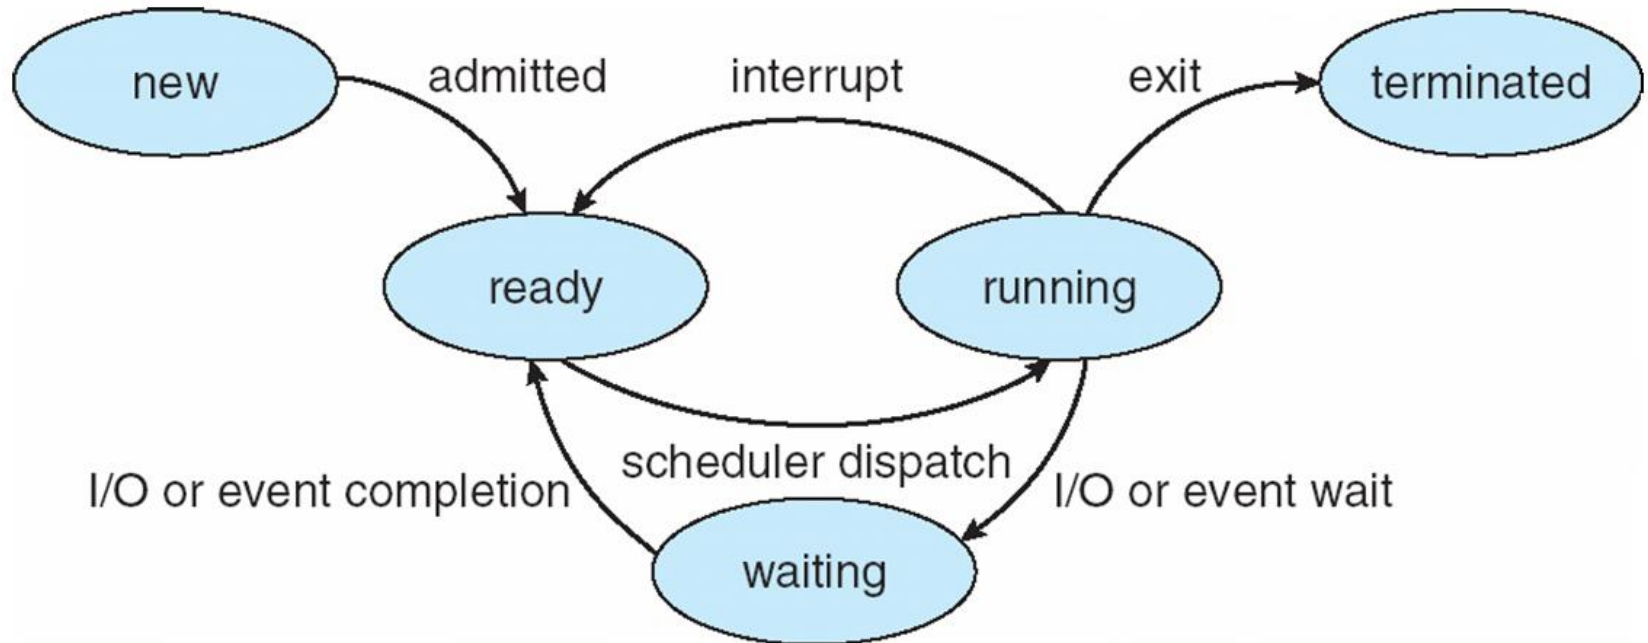 new
admitted
interrupt
exit
terminated
ready
running
scheduler dispatch
I/O or event completion
I/O or event wait
waiting